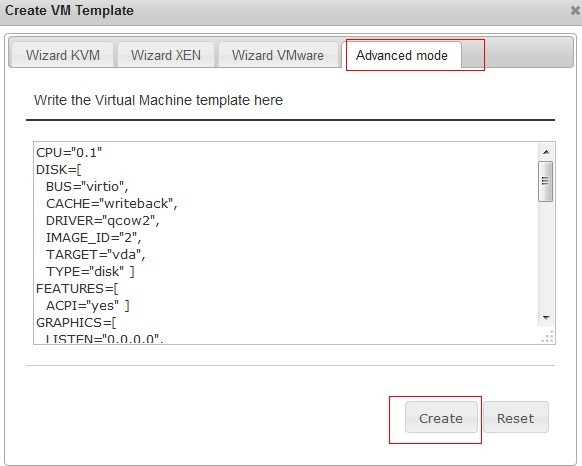 Create VM Template
Wizard KVM Wizard XEN Wizard VMware Advanced mode
Write the Virtual Machine template here
CPU="0.1"
DISK=[
BUS="virtio",
CACHE="writeback",
DRIVER="qcow2",
IMAGE_ID="2",
TARGET="vda",
TYPE="disk" ]
FEATURES=[
ACPI="yes" ]
GRAPHICS=[
LISTEN="0.0.0.0",
Create Reset